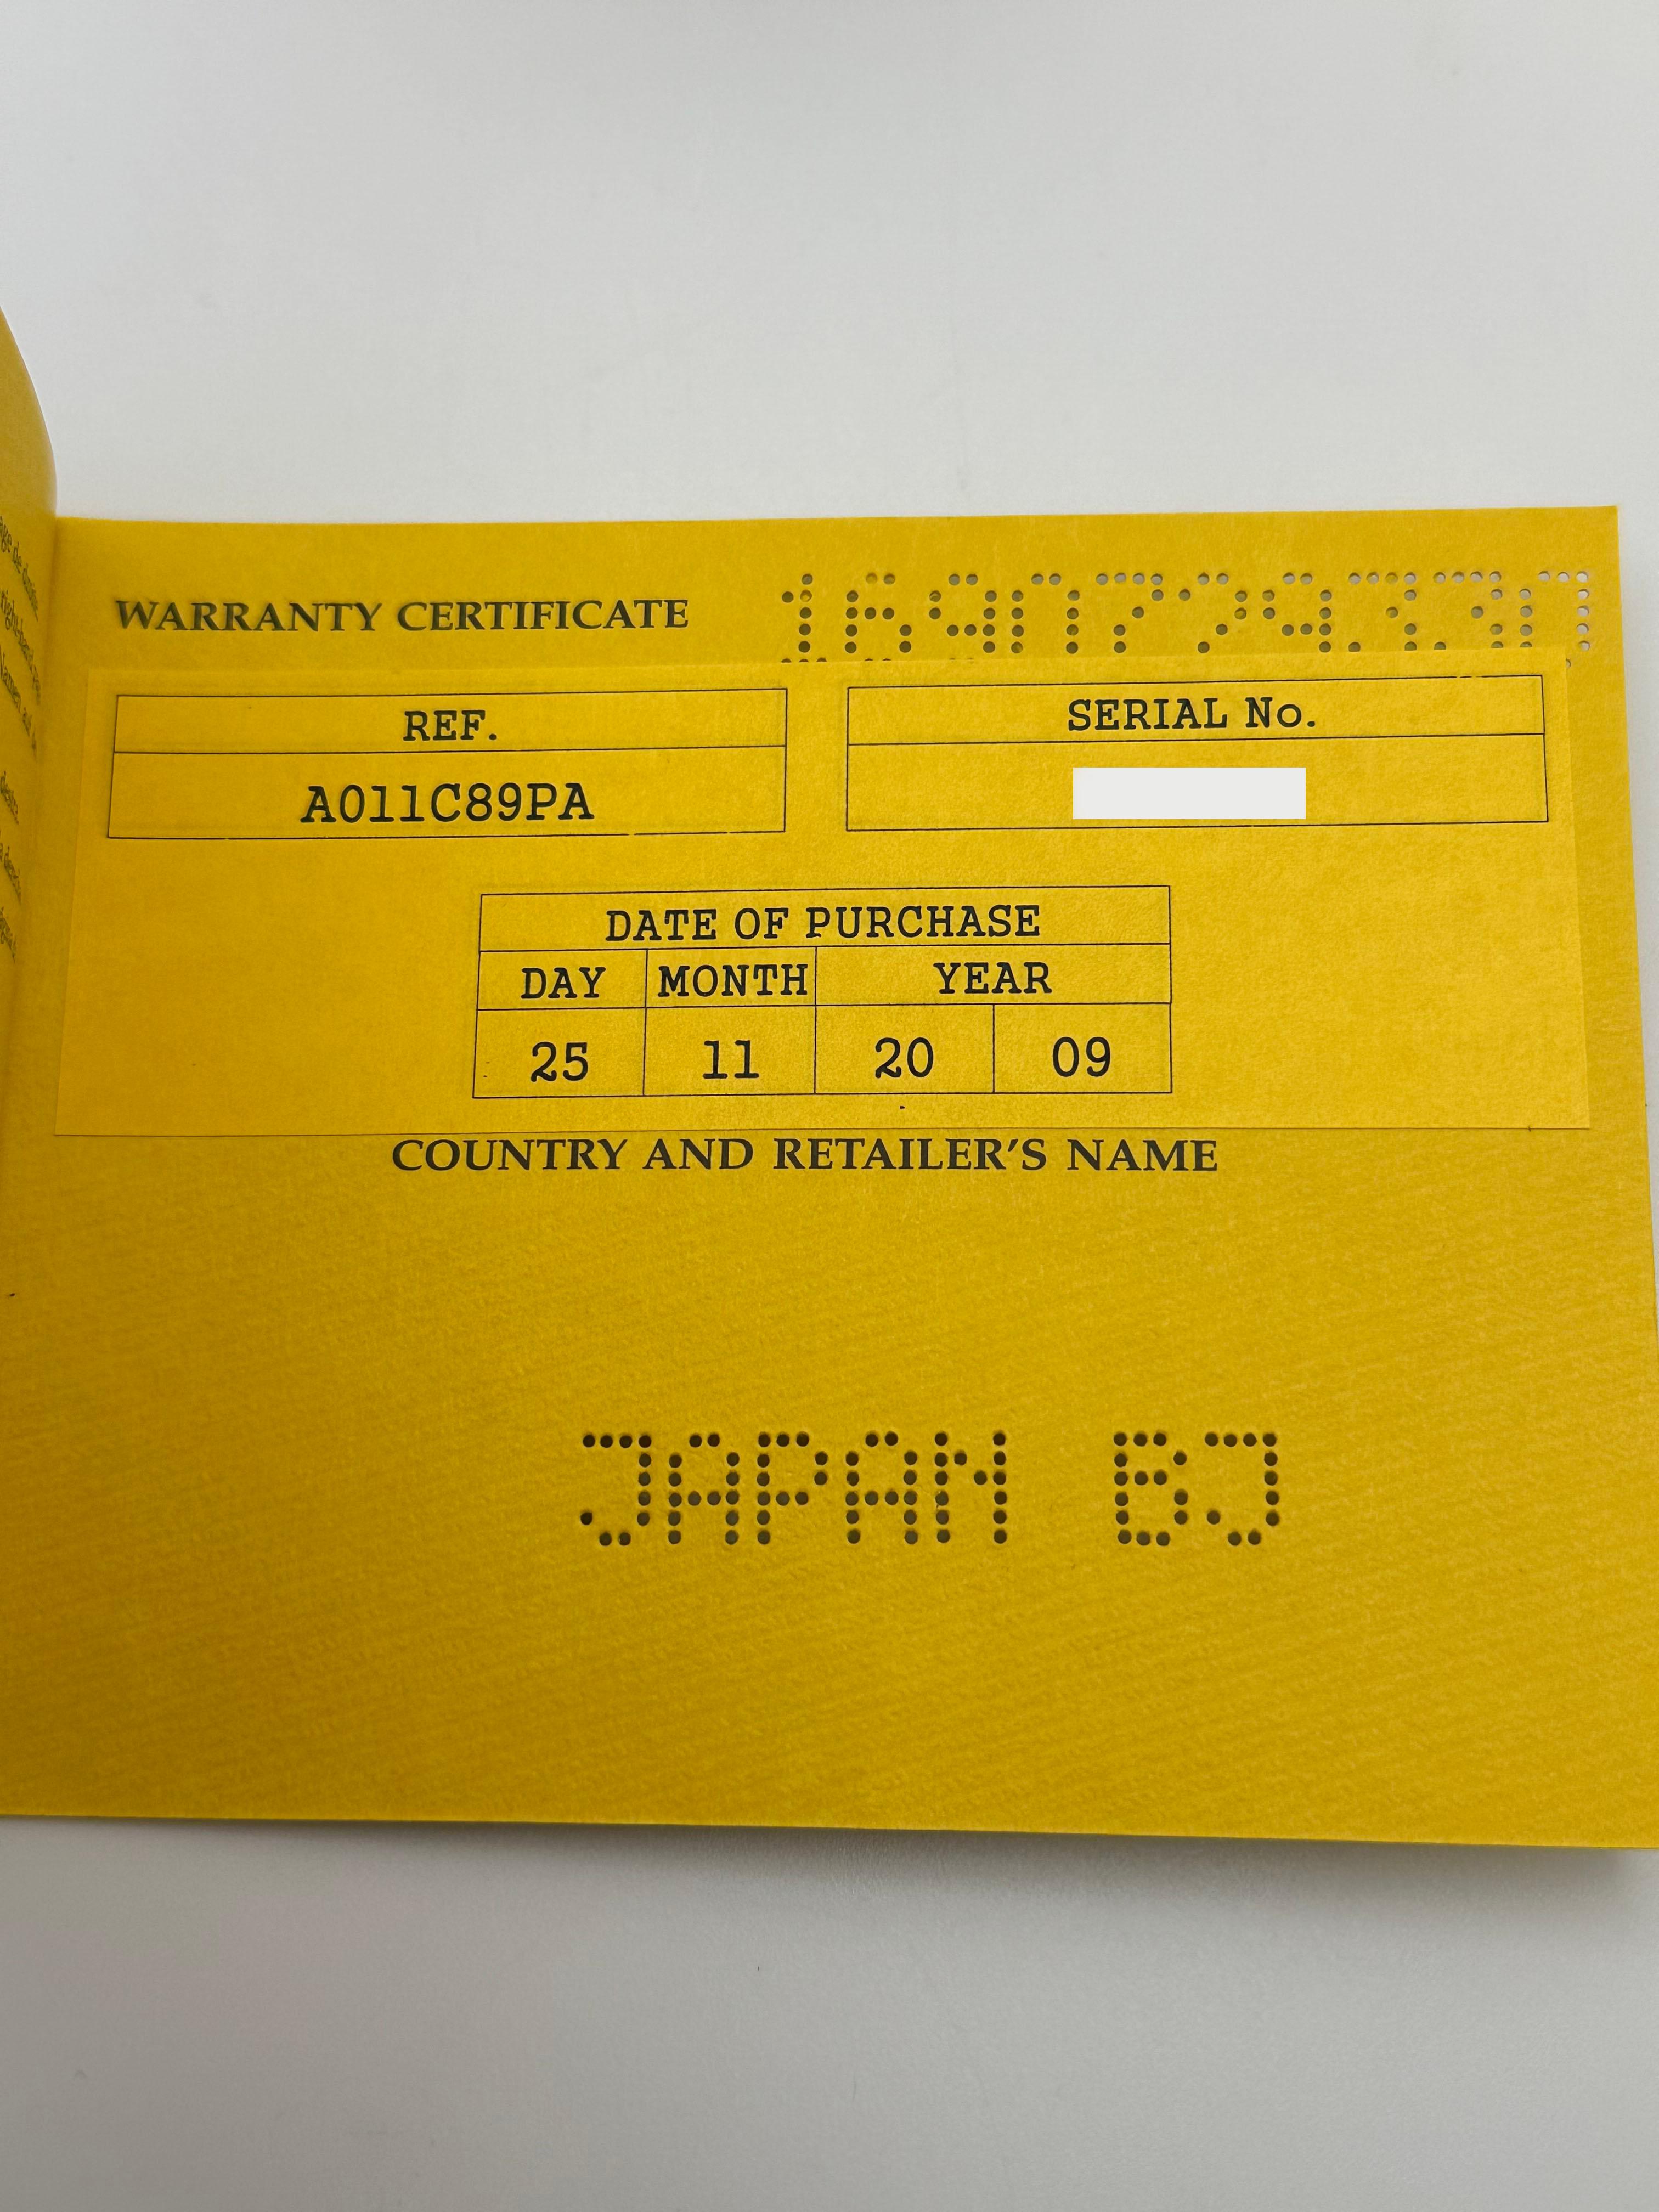 WARRANTY CERTIFICATE
REF.
A011C89PA
SERIAL No.
DATE OF PURCHASE
DAY MONTH YEAR
25 11 20 09
COUNTRY AND RETAILER'S NAME
JAPAN BJ